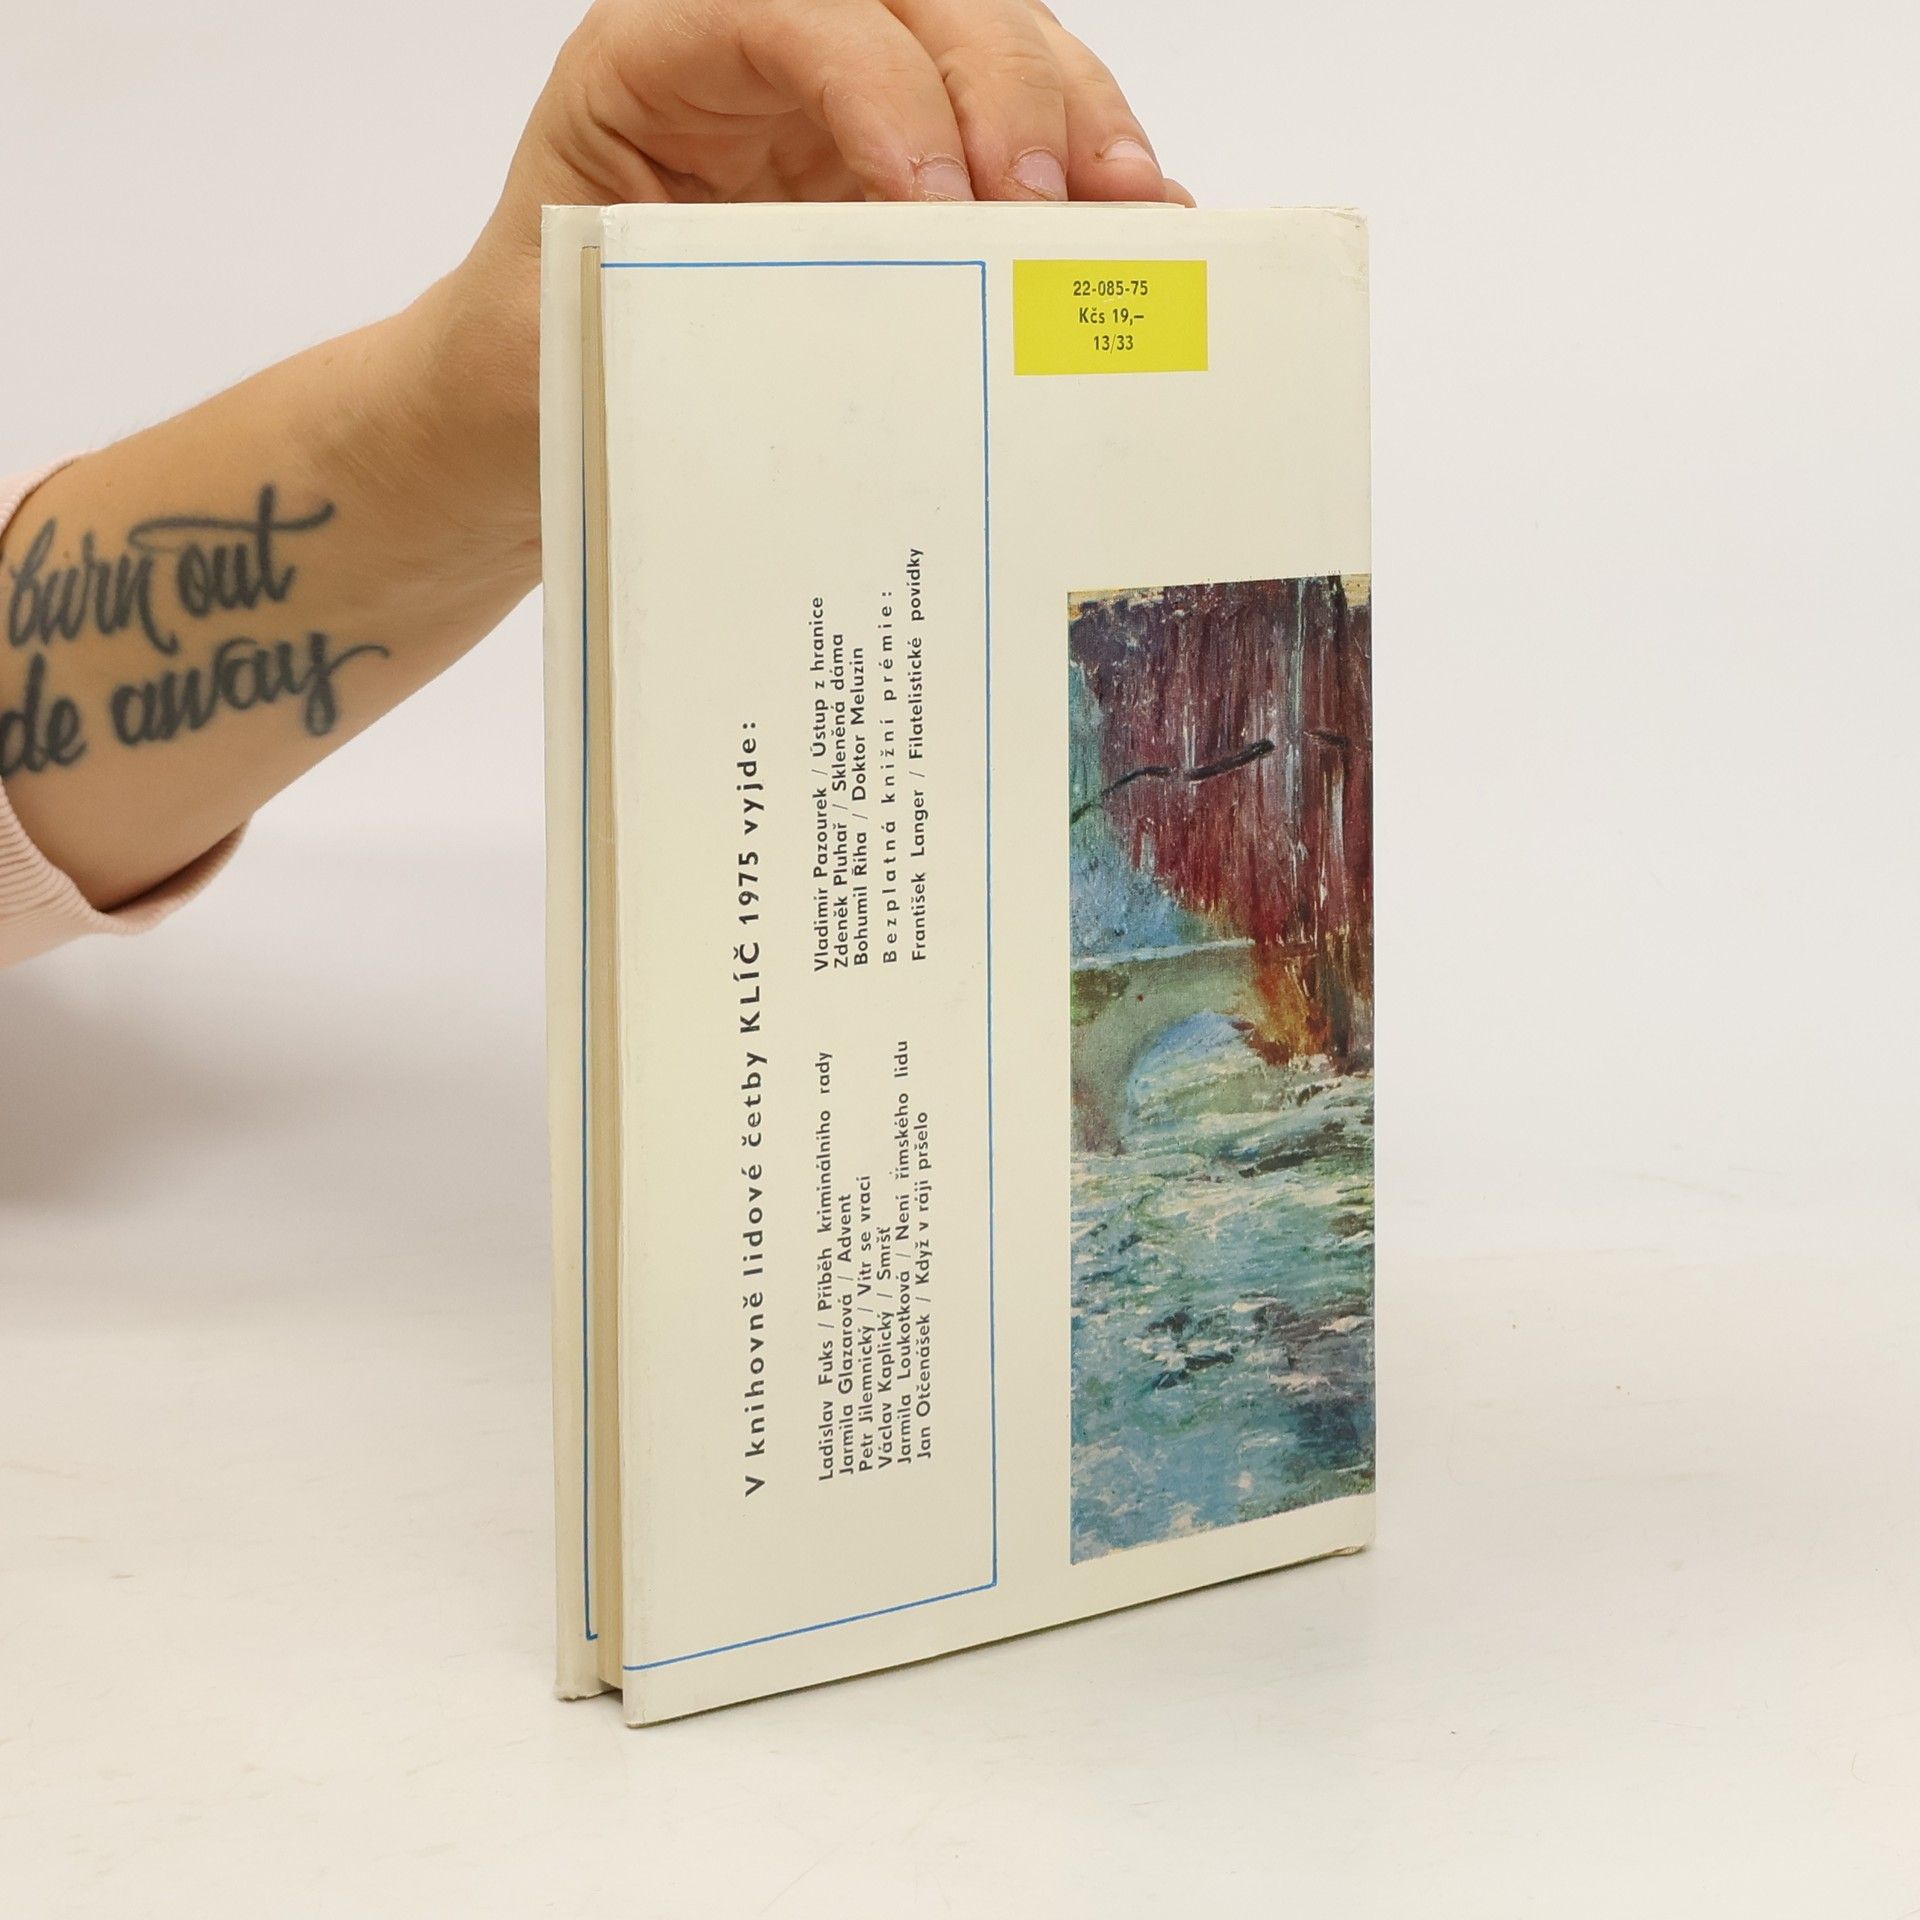 burn out
de away
22-085-75
Kčs 19,–
13/33
V knihovně lidové četby KLÍČ 1975 vyjde:
Ladislav Fuks / Příběh kriminálního rady
Jarmila Glazarová / Advent
Petr Jilemnický / Vítr se vrací
Václav Kaplický / Smršť
Jarmila Loukotková / Není římského lidu
Jan Otčenášek / Když v ráji pršelo
Vladimír Pazourek / Ústup z hranice
Zdeněk Pluhař / Skleněná dáma
Bohumil Říha / Doktor Meluzin
Bezplatná knižní prémie:
František Langer / Filatelistické povídky